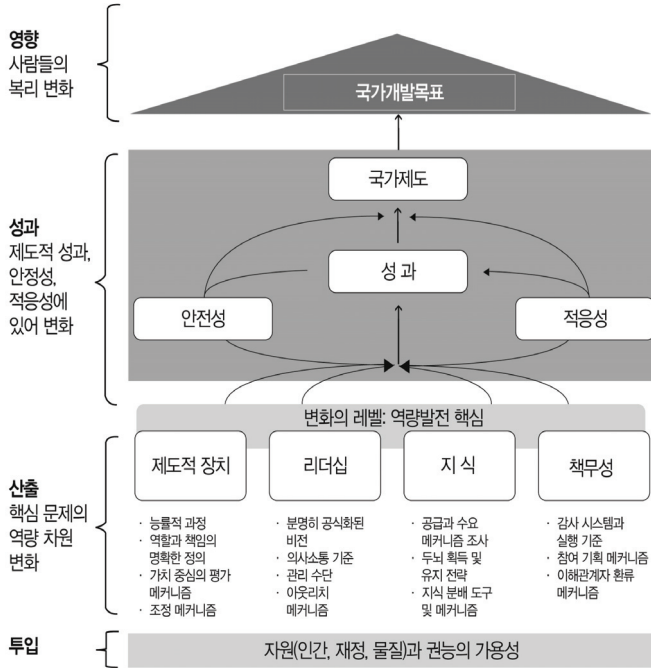 영향
사람들의
복리 변화
국가개발목표
국가제도
성과
제도적 성과,
안정성,
적응성에
있어 변화
성 과
안전성
적응성
변화의 레벨: 역량발전 핵심
산출
핵심 문제의
역량 차원
변화
제도적 장치
· 능률적 과정
· 역할과 책임의
명확한 정의
· 가치 중심의 평가
메커니즘
· 조정 메커니즘
리더십
· 분명히 공식화된
비전
· 의사소통 기준
· 관리 수단
· 아웃리치
메커니즘
지 식
· 공급과 수요
메커니즘 조사
· 두뇌 획득 및
유지 전략
· 지식 분배 도구
및 메커니즘
책무성
· 감사 시스템과
실행 기준
· 참여 기획 메커니즘
· 이해관계자 환류
메커니즘
투입
자원(인간, 재정, 물질)과 권능의 가용성